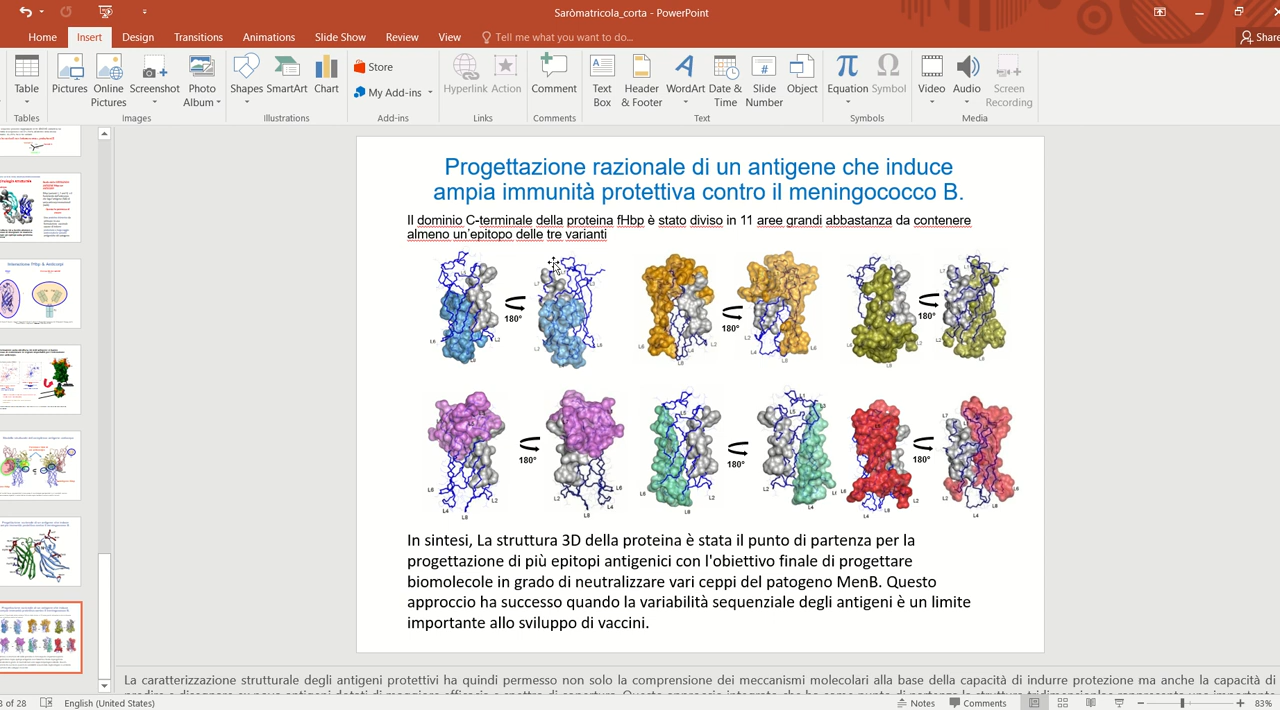 Saròmatricola_corta - PowerPoint
Home Insert Design Transitions Animations Slide Show Review View Tell me what you want to do... Share
Table Pictures Online Pictures Screenshot Photo Album Shapes SmartArt Chart Store My Add-ins Hyperlink Action Comment Text Box Header & Footer WordArt Date & Time Slide Number Object Equation Symbol Video Audio Screen Recording
Tables Images Illustrations Add-ins Links Comments Text Symbols Media
Progettazione razionale di un antigene che induce
ampia immunità protettiva contro il meningococco B.
Il dominio C-terminale della proteina fHbp e stato diviso in 11 aree grandi abbastanza da contenere
almero un epitopo delle tre varianti
180° 180° 180°
180° 180° 180°
In sintesi, La struttura 3D della proteina è stata il punto di partenza per la
progettazione di più epitopi antigenici con l'obiettivo finale di progettare
biomolecole in grado di neutralizzare vari ceppi del patogeno MenB. Questo
approccio ha successo quando la variabilità sequenziale degli antigeni è un limite
importante allo sviluppo di vaccini.
La caratterizzazione strutturale degli antigeni protettivi ha quindi permesso non solo la comprensione dei meccanismi molecolari alla base della capacità di indurre protezione ma anche la capacità di
of 28 English (United States) Notes Comments 83%